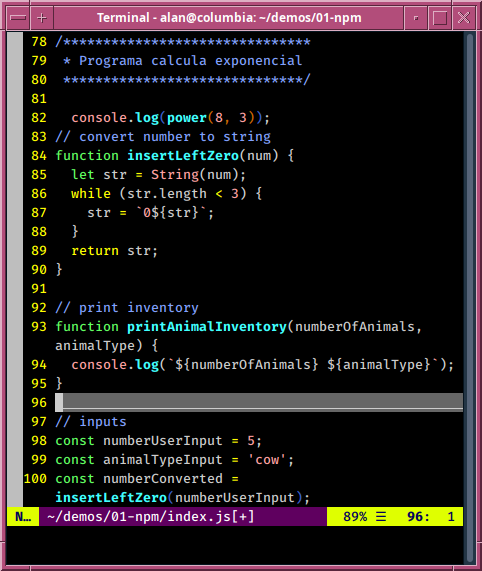 Terminal - alan@columbia: ~/demos/01-npm
78 /*******************************
79  * Programa calcula exponencial
80  ******************************/
81
82   console.log(power(8, 3));
83 // convert number to string
84 function insertLeftZero(num) {
85   let str = String(num);
86   while (str.length < 3) {
87     str = `0${str}`;
88   }
89   return str;
90 }
91
92 // print inventory
93 function printAnimalInventory(numberOfAnimals,
animalType) {
94   console.log(`${numberOfAnimals} ${animalType}`);
95 }
96
97 // inputs
98 const numberUserInput = 5;
99 const animalTypeInput = 'cow';
100 const numberConverted =
insertLeftZero(numberUserInput);
N… ~/demos/01-npm/index.js[+] 89% ☰ 96: 1